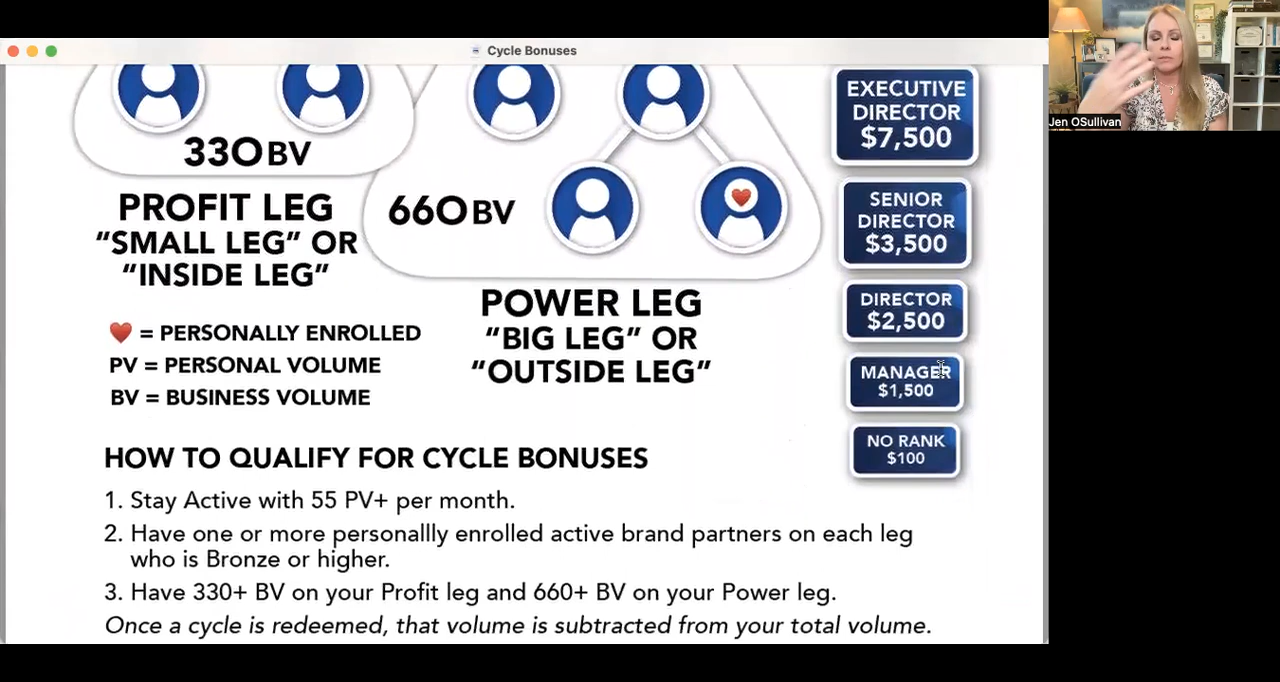 Cycle Bonuses
Jen OSullivan
330 BV
PROFIT LEG
“SMALL LEG” OR
“INSIDE LEG”
660 BV
POWER LEG
“BIG LEG” OR
“OUTSIDE LEG”
= PERSONALLY ENROLLED
PV = PERSONAL VOLUME
BV = BUSINESS VOLUME
EXECUTIVE
DIRECTOR
$7,500
SENIOR
DIRECTOR
$3,500
DIRECTOR
$2,500
MANAGER
$1,500
NO RANK
$100
HOW TO QUALIFY FOR CYCLE BONUSES
1. Stay Active with 55 PV+ per month.
2. Have one or more personallly enrolled active brand partners on each leg
who is Bronze or higher.
3. Have 330+ BV on your Profit leg and 660+ BV on your Power leg.
Once a cycle is redeemed, that volume is subtracted from your total volume.